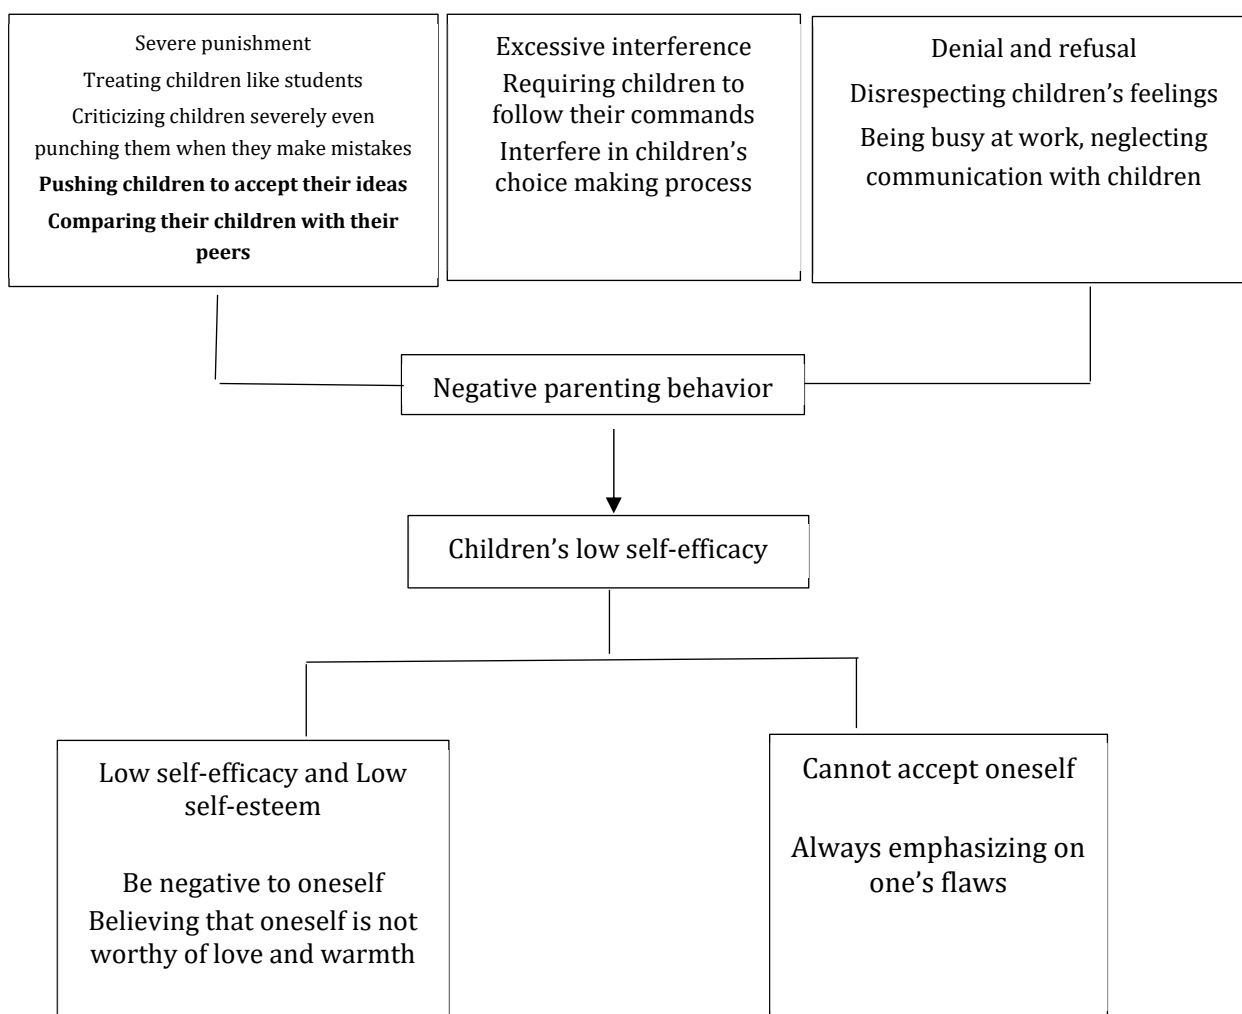 Severe punishment
Treating children like students
Criticizing children severely even
punching them when they make mistakes
Pushing children to accept their ideas
Comparing their children with their
peers
Excessive interference
Requiring children to
follow their commands
Interfere in children’s
choice making process
Denial and refusal
Disrespecting children’s feelings
Being busy at work, neglecting
communication with children
Negative parenting behavior
Children’s low self-efficacy
Low self-efficacy and Low
self-esteem
Be negative to oneself
Believing that oneself is not
worthy of love and warmth
Cannot accept oneself
Always emphasizing on
one’s flaws